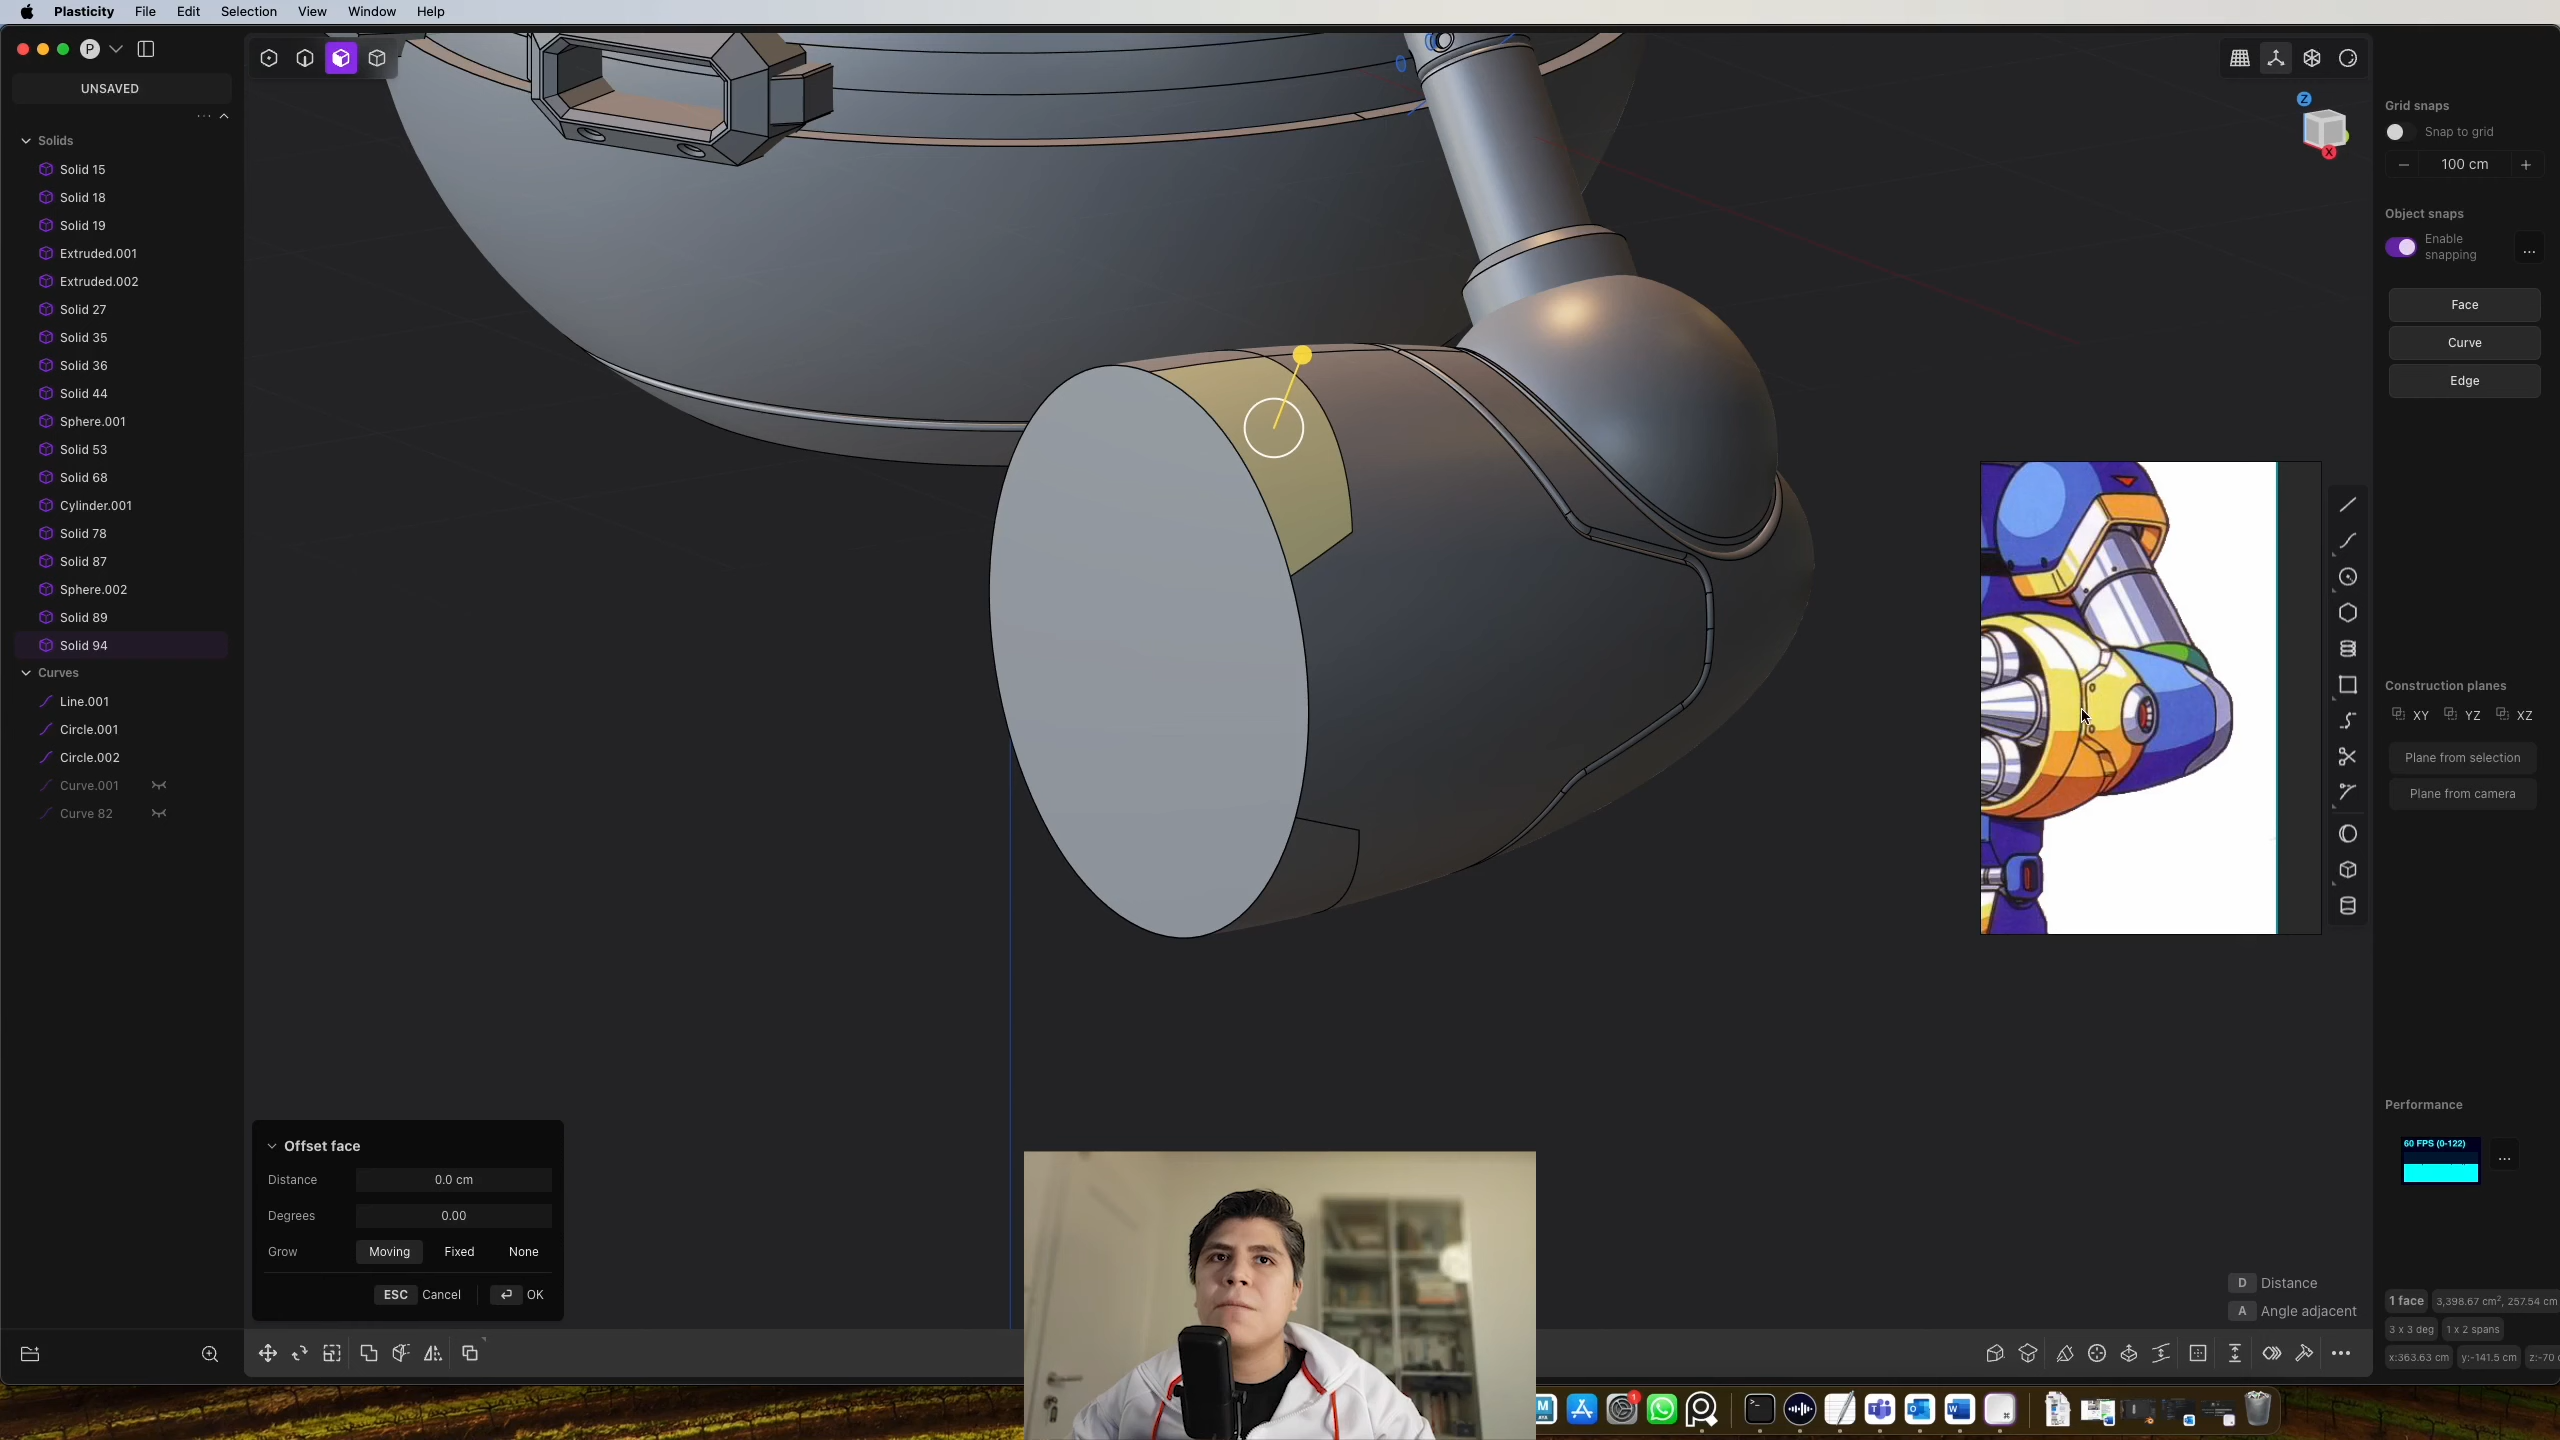 Plasticity File Edit Selection View Window Help
P
UNSAVED
...
Solids
Solid 15
Solid 18
Solid 19
Extruded.001
Extruded.002
Solid 27
Solid 35
Solid 36
Solid 44
Sphere.001
Solid 53
Solid 68
Cylinder.001
Solid 78
Solid 87
Sphere.002
Solid 89
Solid 94
Curves
Line.001
Circle.001
Circle.002
Curve.001
Curve 82
Z
X
Grid snaps
Snap to grid
− 100 cm +
Object snaps
Enable
snapping
...
Face
Curve
Edge
Construction planes
XY YZ XZ
Plane from selection
Plane from camera
Performance
60 FPS (0-122)
...
Offset face
Distance 0.0 cm
Degrees 0.00
Grow Moving Fixed None
ESC Cancel OK
D Distance
A Angle adjacent
1 face 3,398.67 cm², 257.54 cm
3 x 3 deg 1 x 2 spans
x:363.63 cm y:-141.5 cm z:-70 c
1